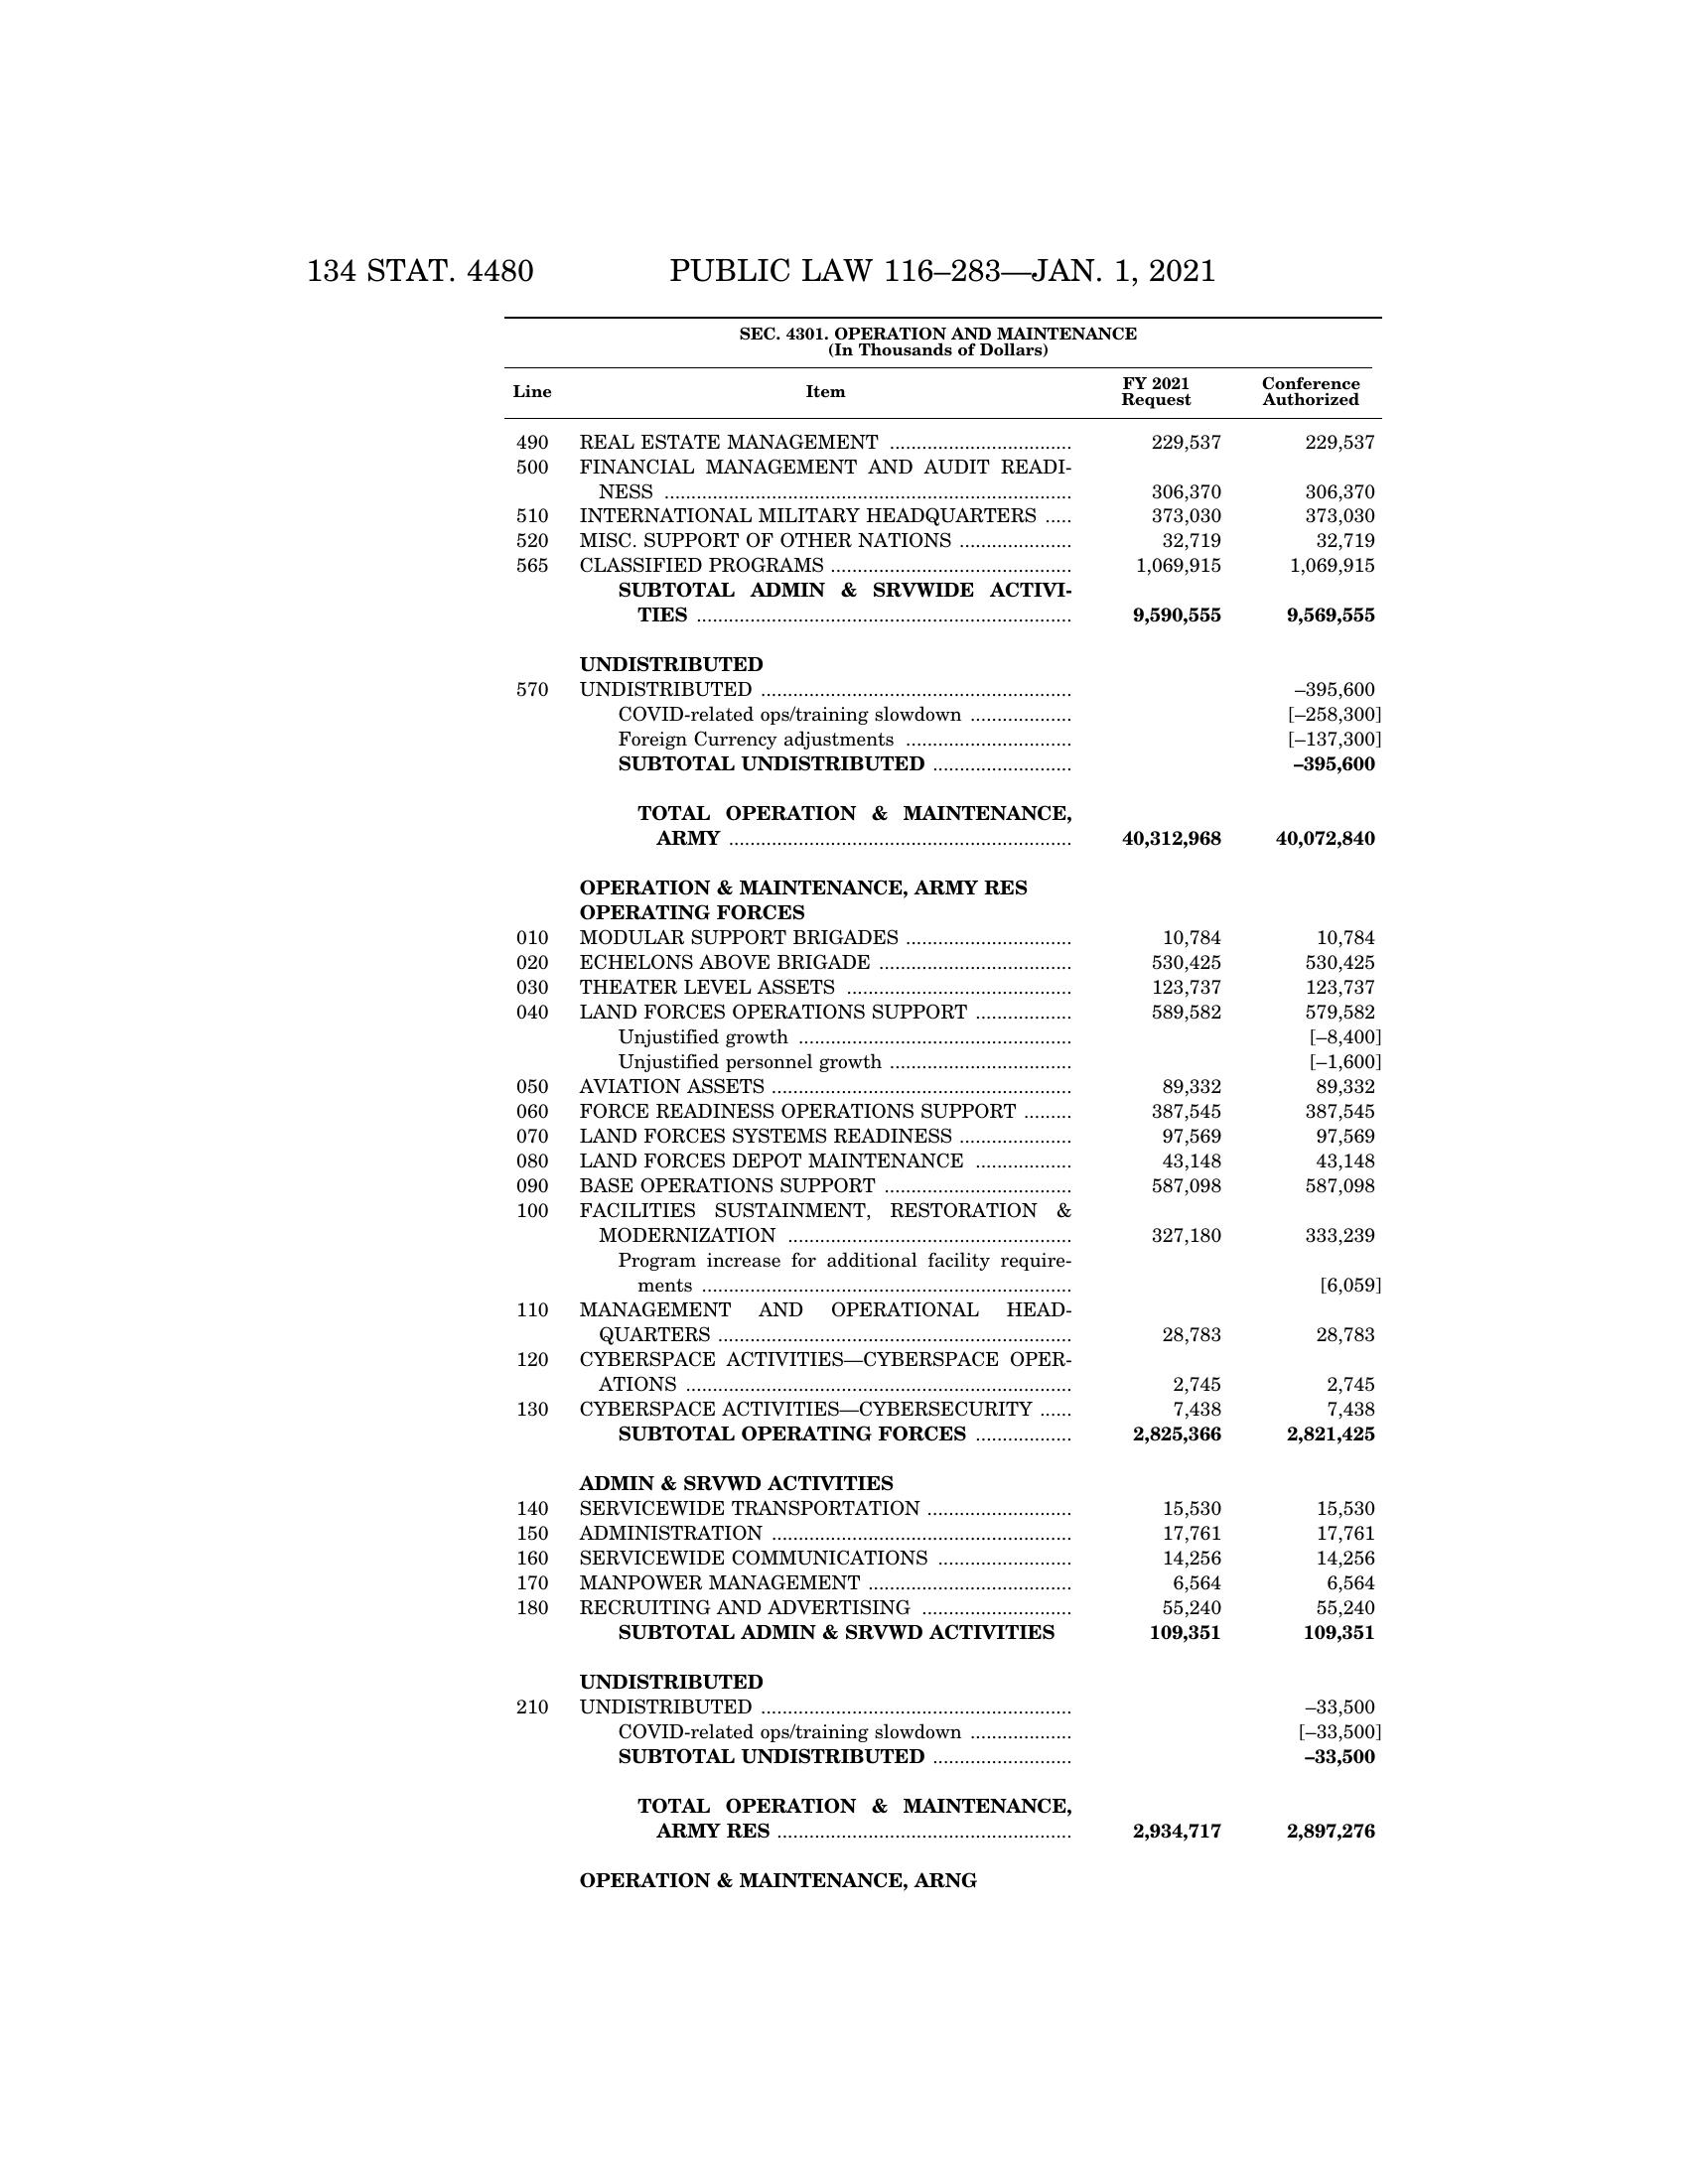 134 STAT. 4480 PUBLIC LAW 116–283—JAN. 1, 2021
SEC. 4301. OPERATION AND MAINTENANCE
(In Thousands of Dollars)
Line Item FY 2021 Request Conference Authorized
490 REAL ESTATE MANAGEMENT ................................. 229,537 229,537
500 FINANCIAL MANAGEMENT AND AUDIT READI-
NESS ............................................................................ 306,370 306,370
510 INTERNATIONAL MILITARY HEADQUARTERS ..... 373,030 373,030
520 MISC. SUPPORT OF OTHER NATIONS ..................... 32,719 32,719
565 CLASSIFIED PROGRAMS ............................................. 1,069,915 1,069,915
SUBTOTAL ADMIN & SRVWIDE ACTIVI-
TIES ...................................................................... 9,590,555 9,569,555
UNDISTRIBUTED
570 UNDISTRIBUTED .......................................................... –395,600
COVID-related ops/training slowdown ................... [–258,300]
Foreign Currency adjustments ............................... [–137,300]
SUBTOTAL UNDISTRIBUTED .......................... –395,600
TOTAL OPERATION & MAINTENANCE,
ARMY ................................................................ 40,312,968 40,072,840
OPERATION & MAINTENANCE, ARMY RES
OPERATING FORCES
010 MODULAR SUPPORT BRIGADES ............................... 10,784 10,784
020 ECHELONS ABOVE BRIGADE .................................... 530,425 530,425
030 THEATER LEVEL ASSETS .......................................... 123,737 123,737
040 LAND FORCES OPERATIONS SUPPORT .................. 589,582 579,582
Unjustified growth ................................................... [–8,400]
Unjustified personnel growth .................................. [–1,600]
050 AVIATION ASSETS ........................................................ 89,332 89,332
060 FORCE READINESS OPERATIONS SUPPORT ......... 387,545 387,545
070 LAND FORCES SYSTEMS READINESS ..................... 97,569 97,569
080 LAND FORCES DEPOT MAINTENANCE .................. 43,148 43,148
090 BASE OPERATIONS SUPPORT ................................... 587,098 587,098
100 FACILITIES SUSTAINMENT, RESTORATION &
MODERNIZATION ..................................................... 327,180 333,239
Program increase for additional facility require-
ments ..................................................................... [6,059]
110 MANAGEMENT AND OPERATIONAL HEAD-
QUARTERS .................................................................. 28,783 28,783
120 CYBERSPACE ACTIVITIES—CYBERSPACE OPER-
ATIONS ........................................................................ 2,745 2,745
130 CYBERSPACE ACTIVITIES—CYBERSECURITY ...... 7,438 7,438
SUBTOTAL OPERATING FORCES .................. 2,825,366 2,821,425
ADMIN & SRVWD ACTIVITIES
140 SERVICEWIDE TRANSPORTATION ........................... 15,530 15,530
150 ADMINISTRATION ........................................................ 17,761 17,761
160 SERVICEWIDE COMMUNICATIONS ......................... 14,256 14,256
170 MANPOWER MANAGEMENT ...................................... 6,564 6,564
180 RECRUITING AND ADVERTISING ............................ 55,240 55,240
SUBTOTAL ADMIN & SRVWD ACTIVITIES 109,351 109,351
UNDISTRIBUTED
210 UNDISTRIBUTED .......................................................... –33,500
COVID-related ops/training slowdown ................... [–33,500]
SUBTOTAL UNDISTRIBUTED .......................... –33,500
TOTAL OPERATION & MAINTENANCE,
ARMY RES ....................................................... 2,934,717 2,897,276
OPERATION & MAINTENANCE, ARNG